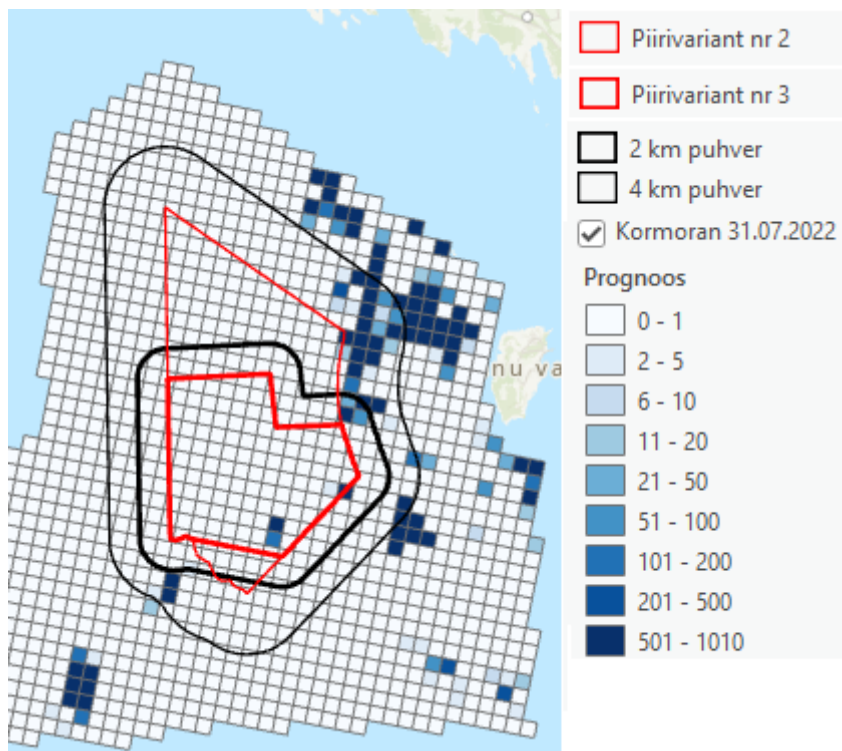 Piirivariant nr 2
Piirivariant nr 3
2 km puhver
4 km puhver
Kormoran 31.07.2022
Prognoos
0 - 1
2 - 5
6 - 10
11 - 20
21 - 50
51 - 100
101 - 200
201 - 500
501 - 1010
nu va